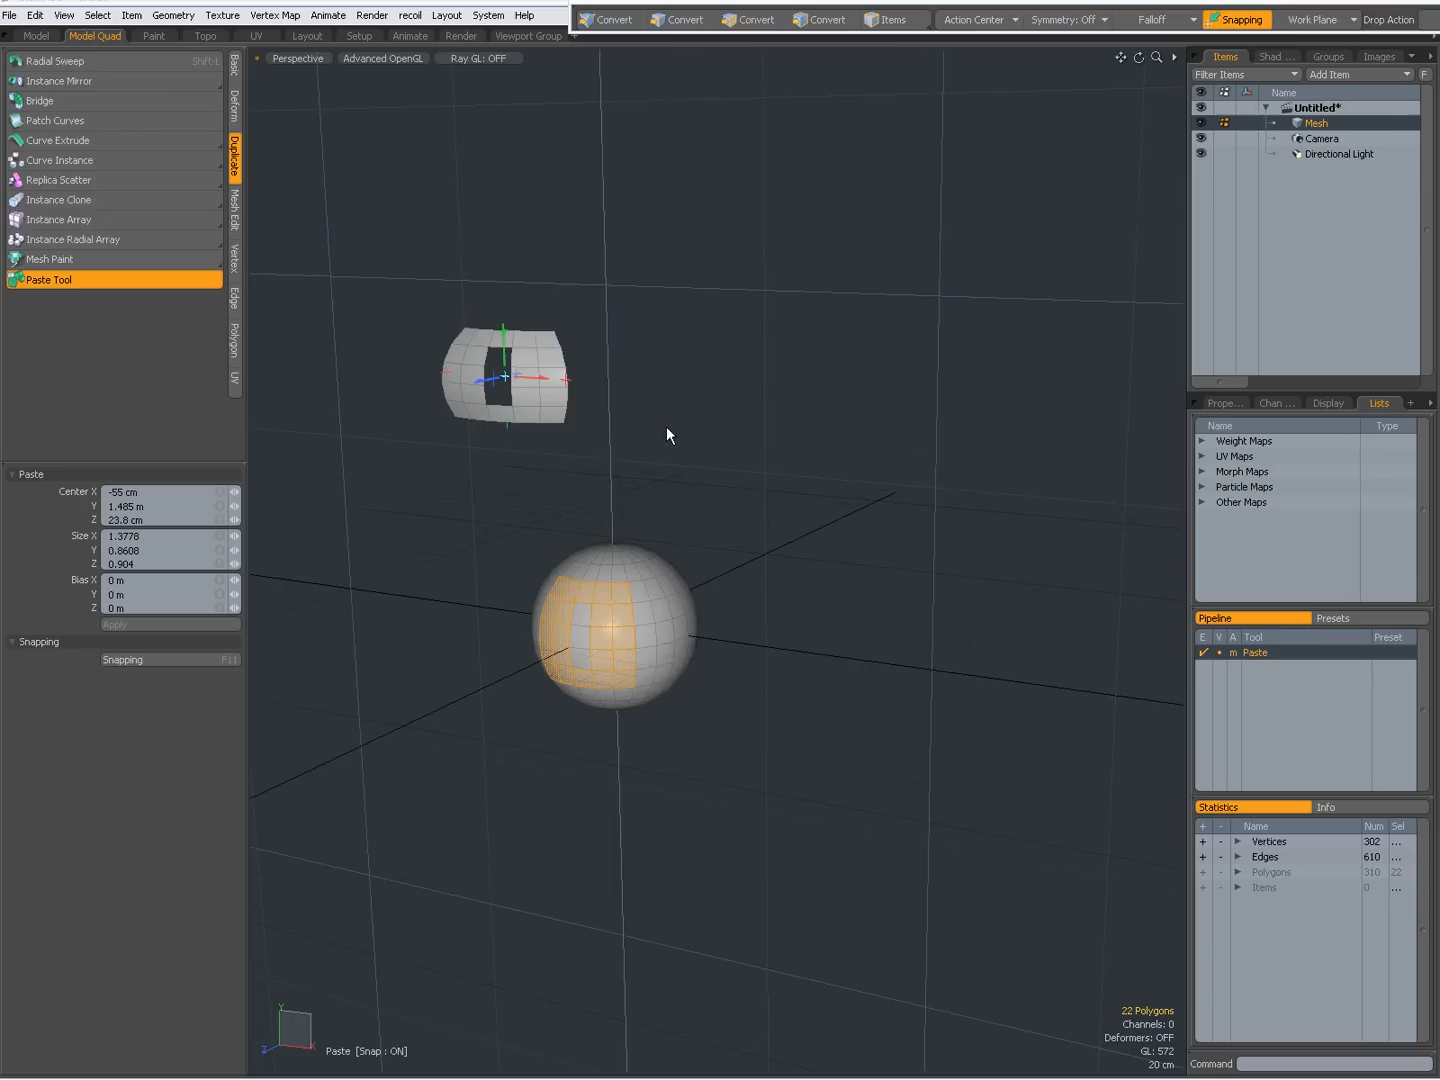 File Edit View Select Item Geometry Texture Vertex Map Animate Render recoil Layout System Help
Convert Convert Convert Convert Items Action Center Symmetry: Off Falloff Snapping Work Plane Drop Action
Model Model Quad Paint Topo UV Layout Setup Animate Render Viewport Group
Radial Sweep Shift-L
Instance Mirror
Bridge
Patch Curves
Curve Extrude
Curve Instance
Replica Scatter
Instance Clone
Instance Array
Instance Radial Array
Mesh Paint
Paste Tool
Basic
Deform
Duplicate
Mesh Edit
Vertex
Edge
Polygon
UV
Paste
Center X -55 cm
Y 1.485 m
Z 23.8 cm
Size X 1.3778
Y 0.8608
Z 0.904
Bias X 0 m
Y 0 m
Z 0 m
Apply
Snapping
Snapping F11
Perspective Advanced OpenGL Ray GL: OFF
Y
Z X
Paste [Snap : ON]
22 Polygons
Channels: 0
Deformers: OFF
GL: 572
20 cm
Items Shad ... Groups Images
Filter Items Add Item F
Name
Untitled*
Mesh
Camera
Directional Light
Prope... Chan ... Display Lists +
Name Type
Weight Maps
UV Maps
Morph Maps
Particle Maps
Other Maps
Pipeline Presets
E V A Tool Preset
m Paste
Statistics Info
+ - Name Num Sel
+ - Vertices 302 ...
+ - Edges 610 ...
+ - Polygons 310 22
+ - Items 0 ...
Command